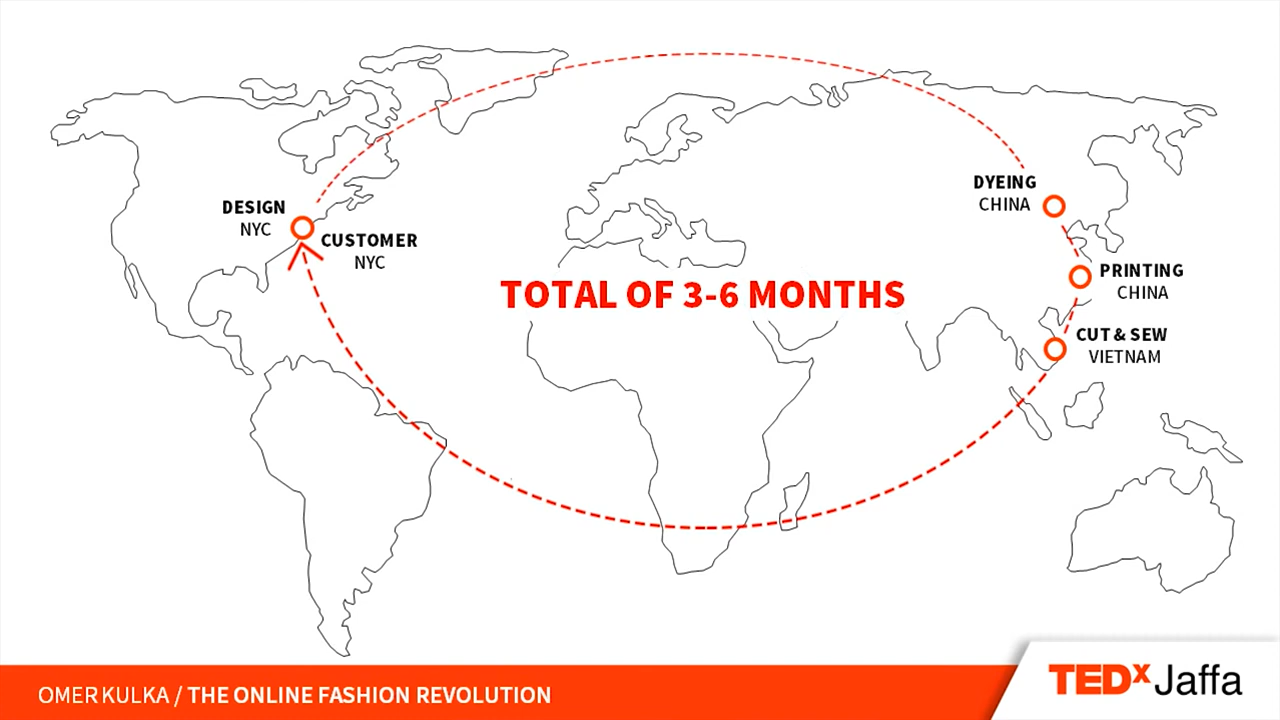 DESIGN
NYC
CUSTOMER
NYC
DYEING
CHINA
PRINTING
CHINA
CUT & SEW
VIETNAM
TOTAL OF 3-6 MONTHS
OMER KULKA / THE ONLINE FASHION REVOLUTION
TEDx Jaffa